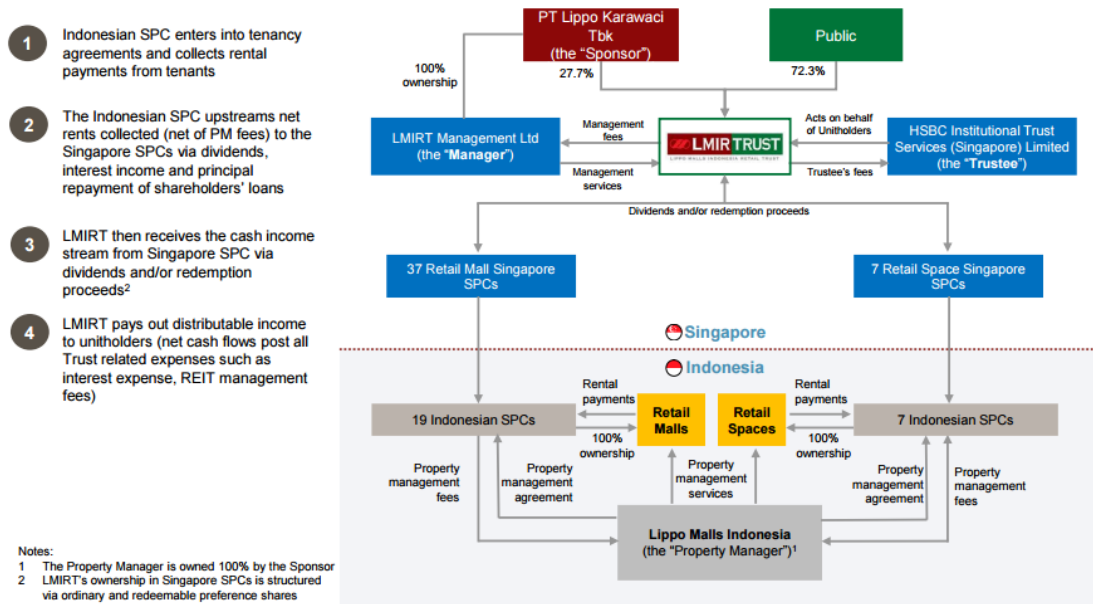 1
Indonesian SPC enters into tenancy
agreements and collects rental
payments from tenants
2
The Indonesian SPC upstreams net
rents collected (net of PM fees) to the
Singapore SPCs via dividends,
interest income and principal
repayment of shareholders' loans
3
LMIRT then receives the cash income
stream from Singapore SPC via
dividends and/or redemption
proceeds2
4
LMIRT pays out distributable income
to unitholders (net cash flows post all
Trust related expenses such as
interest expense, REIT management
fees)
Notes:
1 The Property Manager is owned 100% by the Sponsor
2 LMIRT's ownership in Singapore SPCs is structured
via ordinary and redeemable preference shares
PT Lippo Karawaci
Tbk
(the "Sponsor")
Public
100%
ownership
27.7%
72.3%
LMIRT Management Ltd
(the "Manager")
Management
fees
Management
services
LMIRTRUST
LIPPO MALLS INDONESIA RETAIL TRUST
Acts on behalf
of Unitholders
Trustee's fees
HSBC Institutional Trust
Services (Singapore) Limited
(the "Trustee")
Dividends and/or redemption proceeds
37 Retail Mall Singapore
SPCs
7 Retail Space Singapore
SPCs
Singapore
Indonesia
19 Indonesian SPCs
Rental
payments
100%
ownership
Retail
Malls
Retail
Spaces
Rental
payments
100%
ownership
7 Indonesian SPCs
Property
management
fees
Property
management
agreement
Property
management
services
Property
management
agreement
Property
management
fees
Lippo Malls Indonesia
(the "Property Manager")1